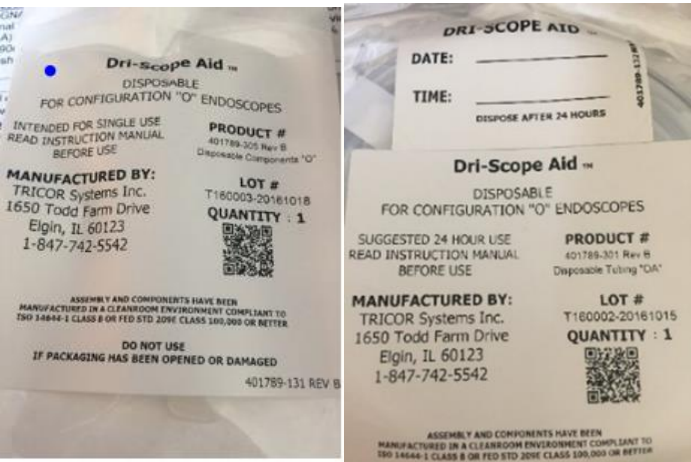 Dri-Scope Aid ™
DISPOSABLE
FOR CONFIGURATION "O" ENDOSCOPES
INTENDED FOR SINGLE USE
READ INSTRUCTION MANUAL
BEFORE USE
PRODUCT #
401789-305 Rev B
Disposable Components "O"
MANUFACTURED BY:
TRICOR Systems Inc.
1650 Todd Farm Drive
Elgin, IL 60123
1-847-742-5542
LOT #
T160003-20161018
QUANTITY : 1
ASSEMBLY AND COMPONENTS HAVE BEEN
MANUFACTURED IN A CLEANROOM ENVIRONMENT COMPLIANT TO
ISO 14644-1 CLASS 8 OR FED STD 209E CLASS 100,000 OR BETTER
DO NOT USE
IF PACKAGING HAS BEEN OPENED OR DAMAGED
401789-131 REV B
DRI-SCOPE AID ™
DATE:
TIME:
DISPOSE AFTER 24 HOURS
401789-132
Dri-Scope Aid ™
DISPOSABLE
FOR CONFIGURATION "O" ENDOSCOPES
SUGGESTED 24 HOUR USE
READ INSTRUCTION MANUAL
BEFORE USE
PRODUCT #
401789-301 Rev B
Disposable Tubing "OA"
MANUFACTURED BY:
TRICOR Systems Inc.
1650 Todd Farm Drive
Elgin, IL 60123
1-847-742-5542
LOT #
T160002-20161015
QUANTITY : 1
ASSEMBLY AND COMPONENTS HAVE BEEN
MANUFACTURED IN A CLEANROOM ENVIRONMENT COMPLIANT TO
ISO 14644-1 CLASS 8 OR FED STD 209E CLASS 100,000 OR BETTER